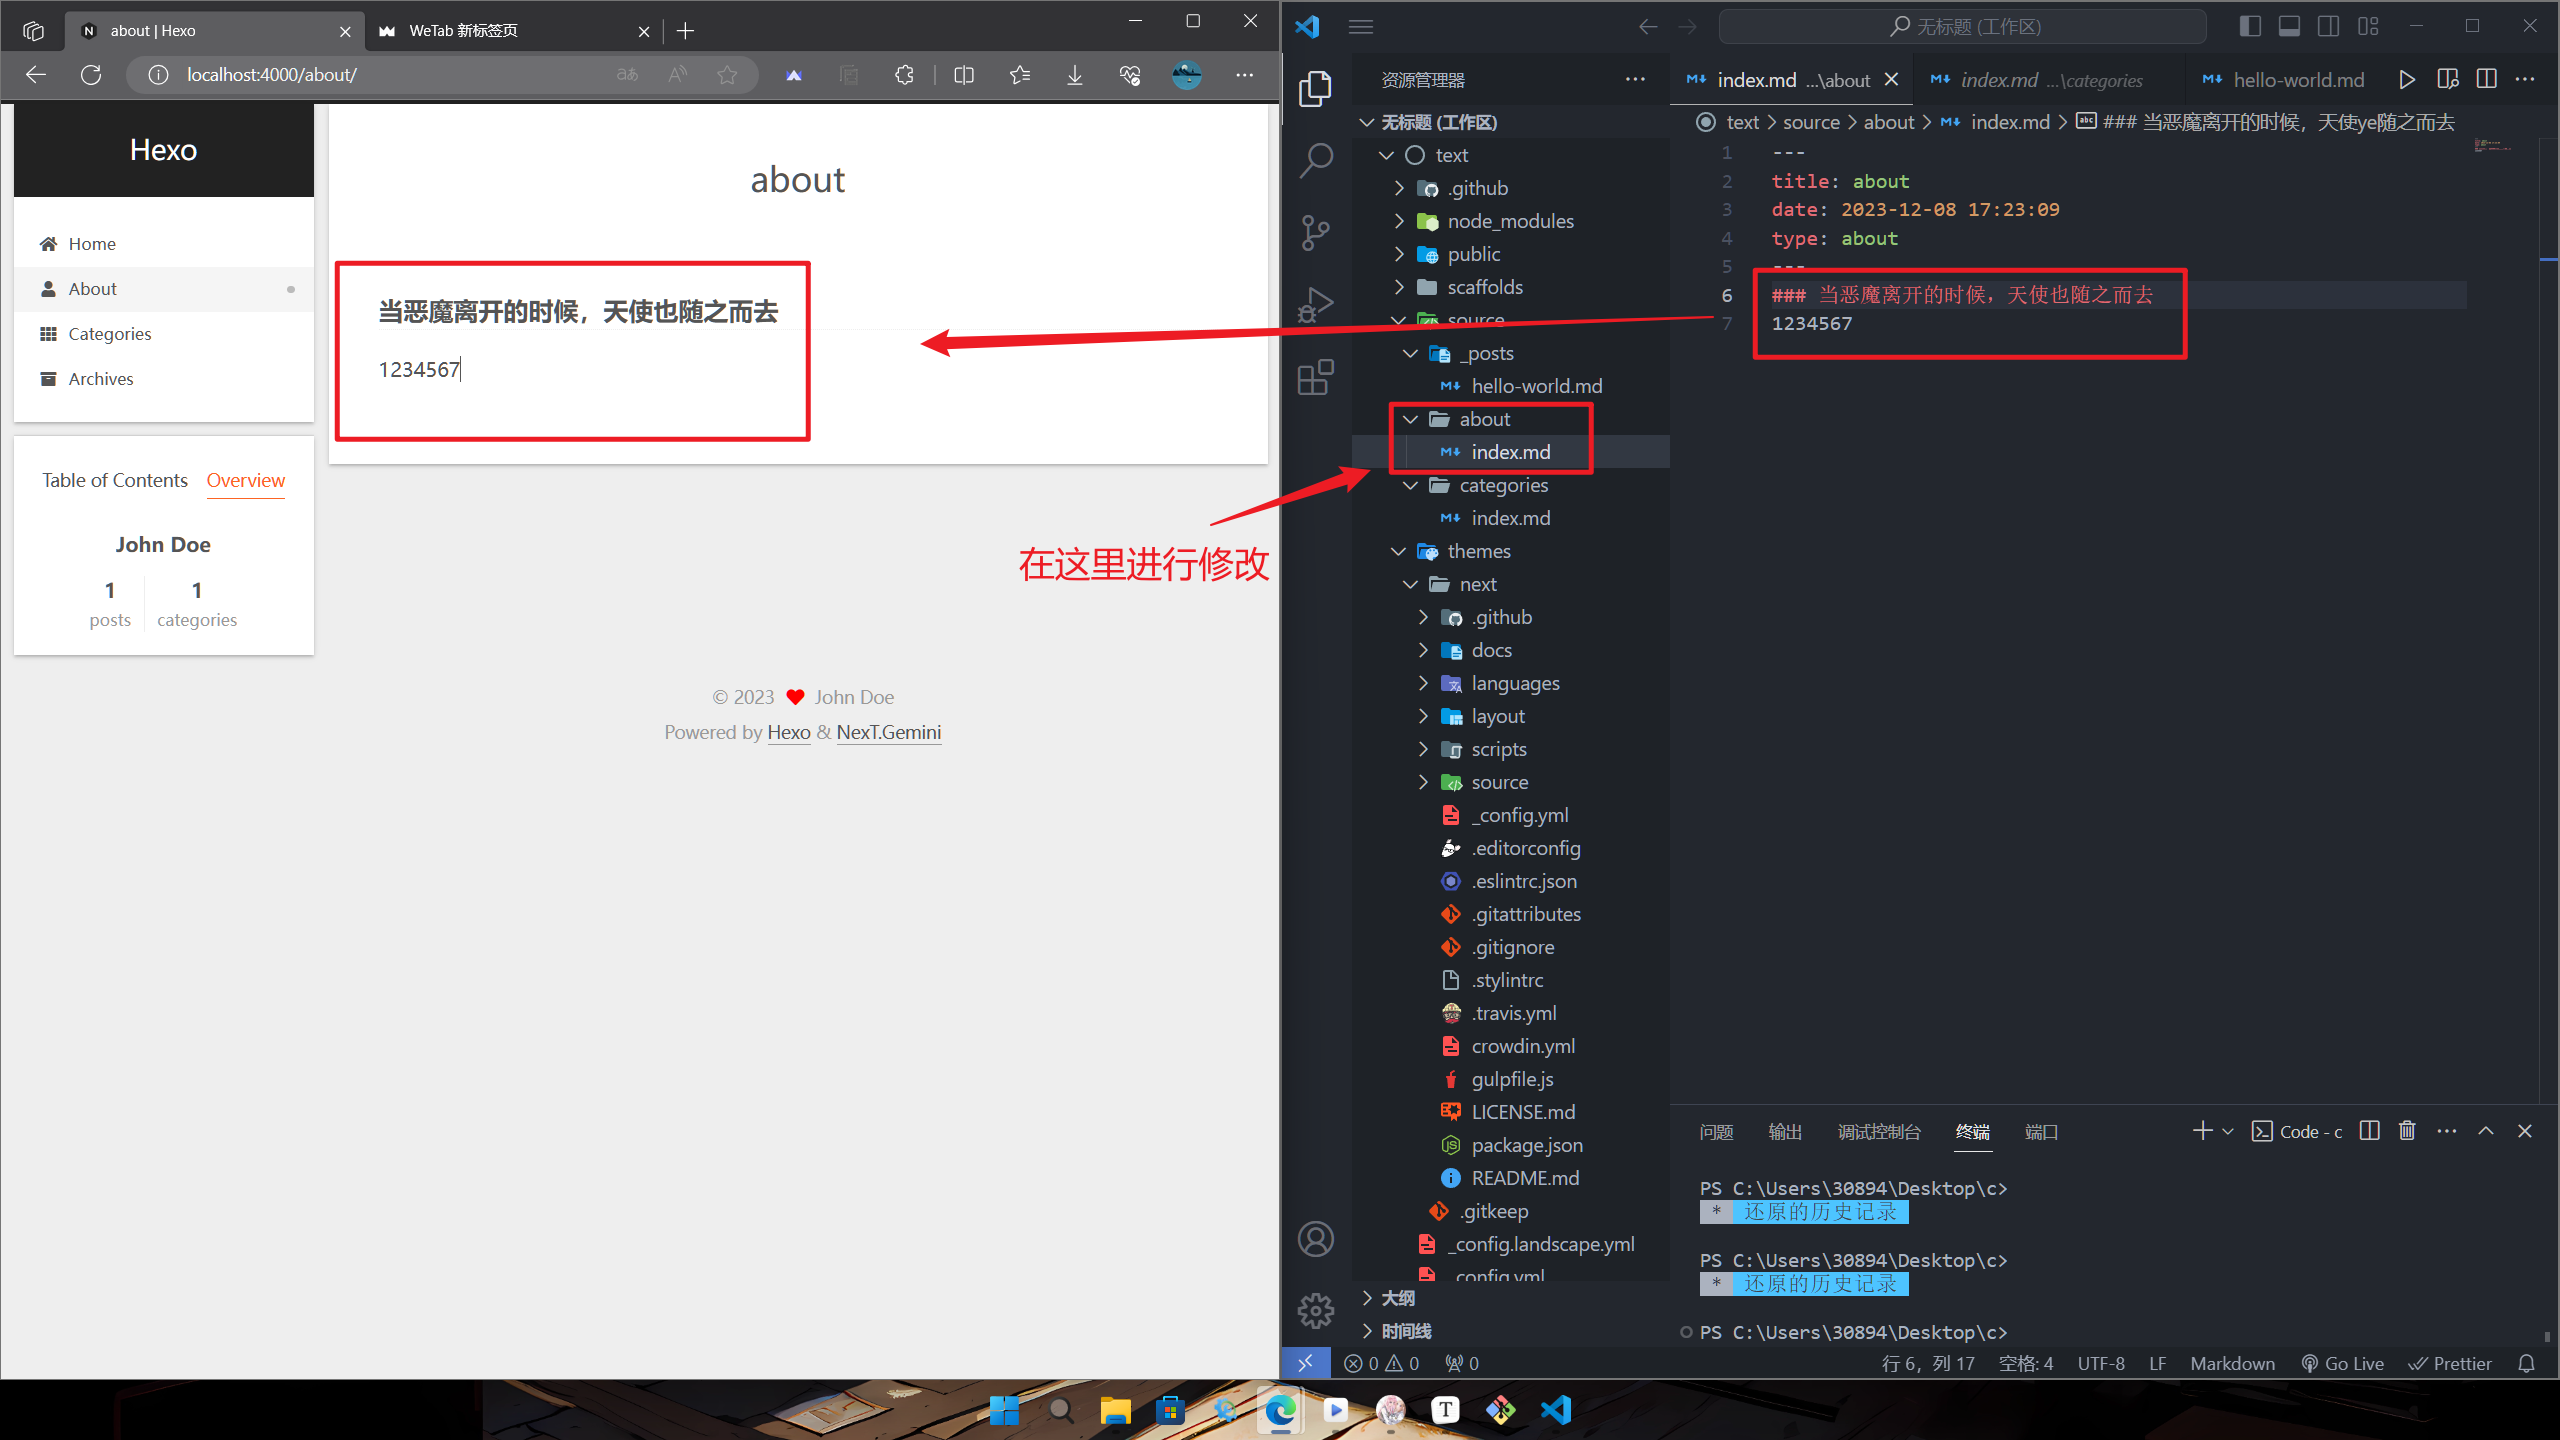 about | Hexo
WeTab 新标签页
localhost:4000/about/
Hexo
Home
About
Categories
Archives
Table of Contents
Overview
John Doe
1
posts
1
categories
about
当恶魔离开的时候，天使也随之而去
1234567
在这里进行修改
© 2023
John Doe
Powered by Hexo & NexT.Gemini
无标题 (工作区)
资源管理器
无标题 (工作区)
text
.github
node_modules
public
scaffolds
source
_posts
hello-world.md
about
index.md
categories
index.md
themes
next
.github
docs
languages
layout
scripts
source
_config.yml
.editorconfig
.eslintrc.json
.gitattributes
.gitignore
.stylintrc
.travis.yml
crowdin.yml
gulpfile.js
LICENSE.md
package.json
README.md
.gitkeep
_config.landscape.yml
_config.yml
大纲
时间线
index.md ...\about
index.md ...\categories
hello-world.md
text > source > about > index.md > ### 当恶魔离开的时候，天使ye随之而去
1 ---
2 title: about
3 date: 2023-12-08 17:23:09
4 type: about
5 ---
6 ### 当恶魔离开的时候，天使也随之而去
7 1234567
问题 输出 调试控制台 终端 端口
Code - c
PS C:\Users\30894\Desktop\c>
* 还原的历史记录
PS C:\Users\30894\Desktop\c>
* 还原的历史记录
PS C:\Users\30894\Desktop\c>
0 0 0
行 6，列 17 空格: 4 UTF-8 LF Markdown Go Live Prettier